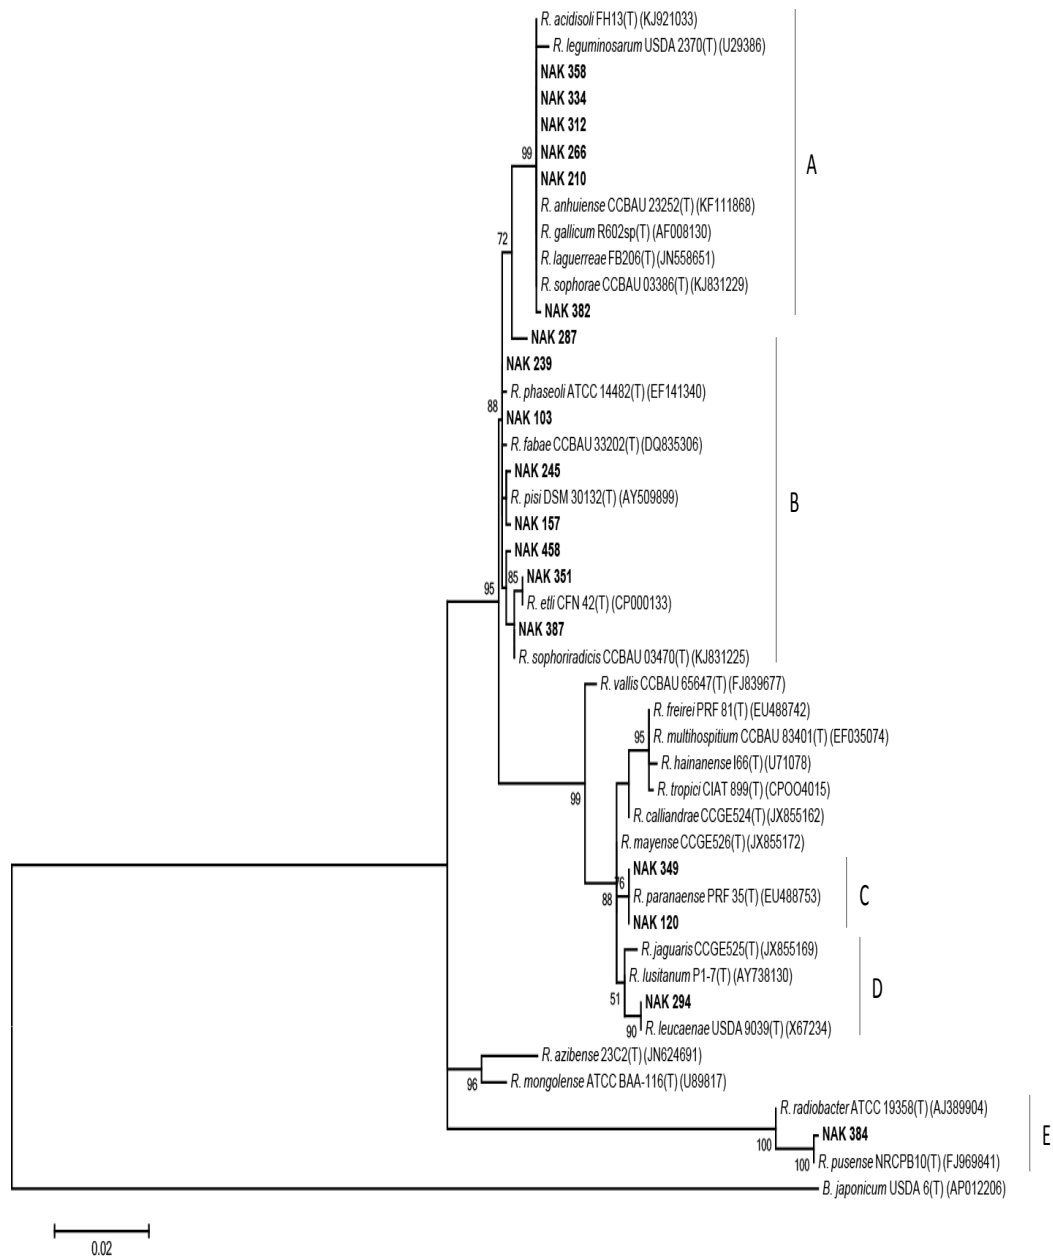 R. acidisoli FH13(T) (KJ921033)
R. leguminosarum USDA 2370(T) (U29386)
NAK 358
NAK 334
NAK 312
99
NAK 266
A
NAK 210
R. anhuiense CCBAU 23252(T) (KF111868)
R. gallicum R602sp(T) (AF008130)
72
R. laguerreae FB206(T) (JN558651)
R. sophorae CCBAU 03386(T) (KJ831229)
NAK 382
NAK 287
NAK 239
R. phaseoli ATCC 14482(T) (EF141340)
88
NAK 103
R. fabae CCBAU 33202(T) (DQ835306)
NAK 245
R. pisi DSM 30132(T) (AY509899)
B
NAK 157
NAK 458
85
NAK 351
95
R. etli CFN 42(T) (CP000133)
NAK 387
R. sophoriradicis CCBAU 03470(T) (KJ831225)
R. vallis CCBAU 65647(T) (FJ839677)
R. freirei PRF 81(T) (EU488742)
95
R. multihospitium CCBAU 83401(T) (EF035074)
R. hainanense I66(T) (U71078)
R. tropici CIAT 899(T) (CPOO4015)
99
R. calliandrae CCGE524(T) (JX855162)
R. mayense CCGE526(T) (JX855172)
NAK 349
76
R. paranaense PRF 35(T) (EU488753)
C
88
NAK 120
R. jaguaris CCGE525(T) (JX855169)
R. lusitanum P1-7(T) (AY738130)
D
51
NAK 294
90
R. leucaenae USDA 9039(T) (X67234)
R. azibense 23C2(T) (JN624691)
R. mongolense ATCC BAA-116(T) (U89817)
96
R. radiobacter ATCC 19358(T) (AJ389904)
NAK 384
E
100
100
R. pusense NRCPB10(T) (FJ969841)
B. japonicum USDA 6(T) (AP012206)
0.02